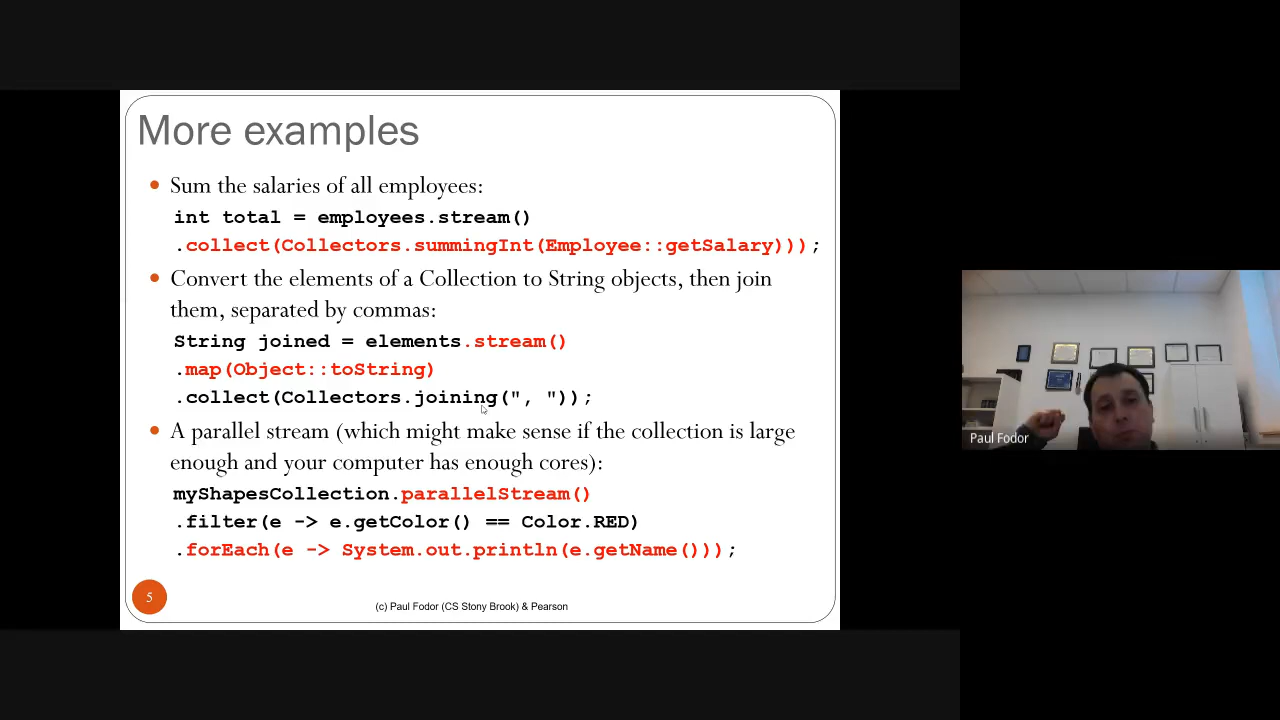 More examples
• Sum the salaries of all employees:
int total = employees.stream()
.collect(Collectors.summingInt(Employee::getSalary)));
• Convert the elements of a Collection to String objects, then join
them, separated by commas:
String joined = elements.stream()
.map(Object::toString)
.collect(Collectors.joining(", "));
• A parallel stream (which might make sense if the collection is large
enough and your computer has enough cores):
myShapesCollection.parallelStream()
.filter(e -> e.getColor() == Color.RED)
.forEach(e -> System.out.println(e.getName()));
5
(c) Paul Fodor (CS Stony Brook) & Pearson
Paul Fodor